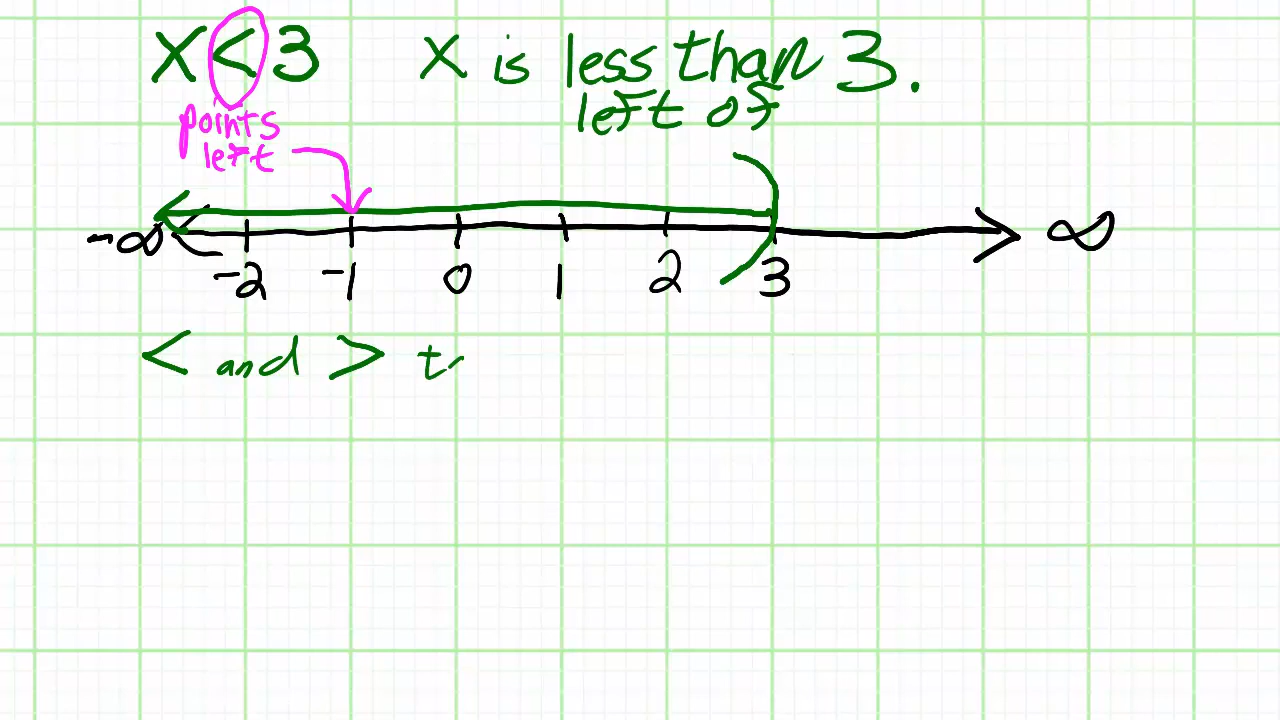 x<3 x is less than 3.
left of
points
left
-∞ ∞
-2 -1 0 1 2 3
< and >